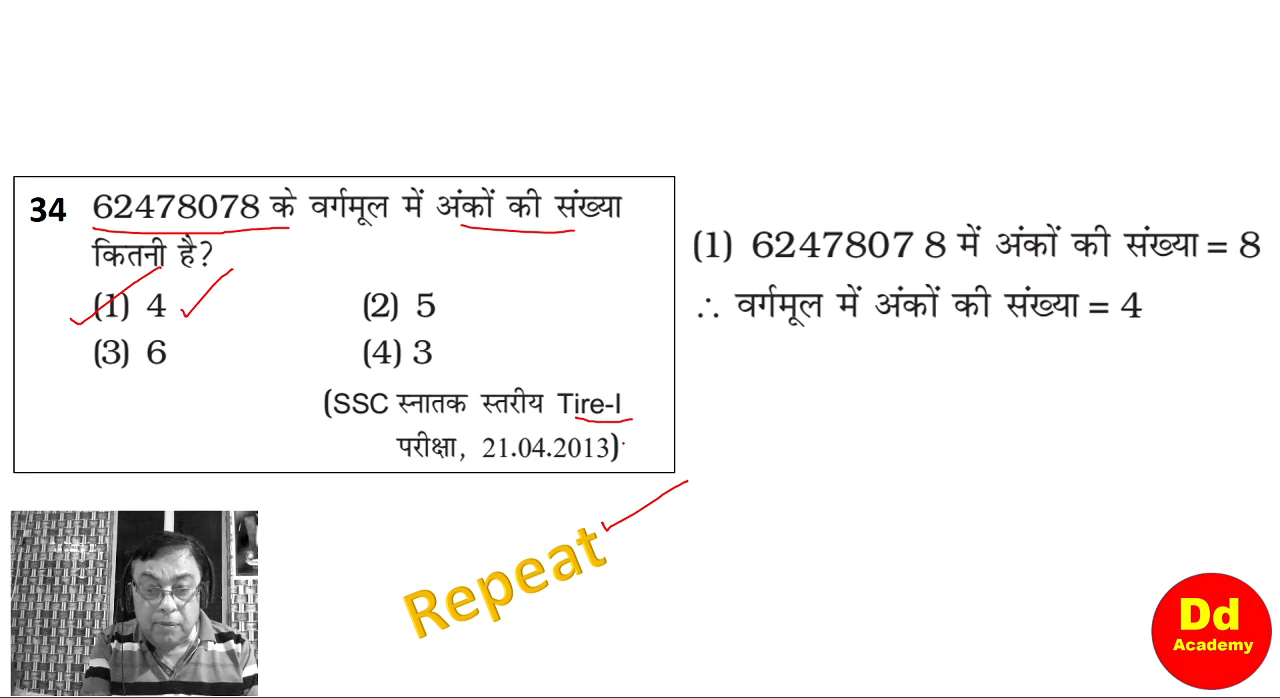 34 62478078 के वर्गमूल में अंकों की संख्या
कितनी है?
(1) 4 (2) 5
(3) 6 (4) 3
(SSC स्नातक स्तरीय Tire-I
परीक्षा, 21.04.2013)
(1) 6247807 8 में अंकों की संख्या = 8
∴ वर्गमूल में अंकों की संख्या = 4
Repeat
Dd
Academy